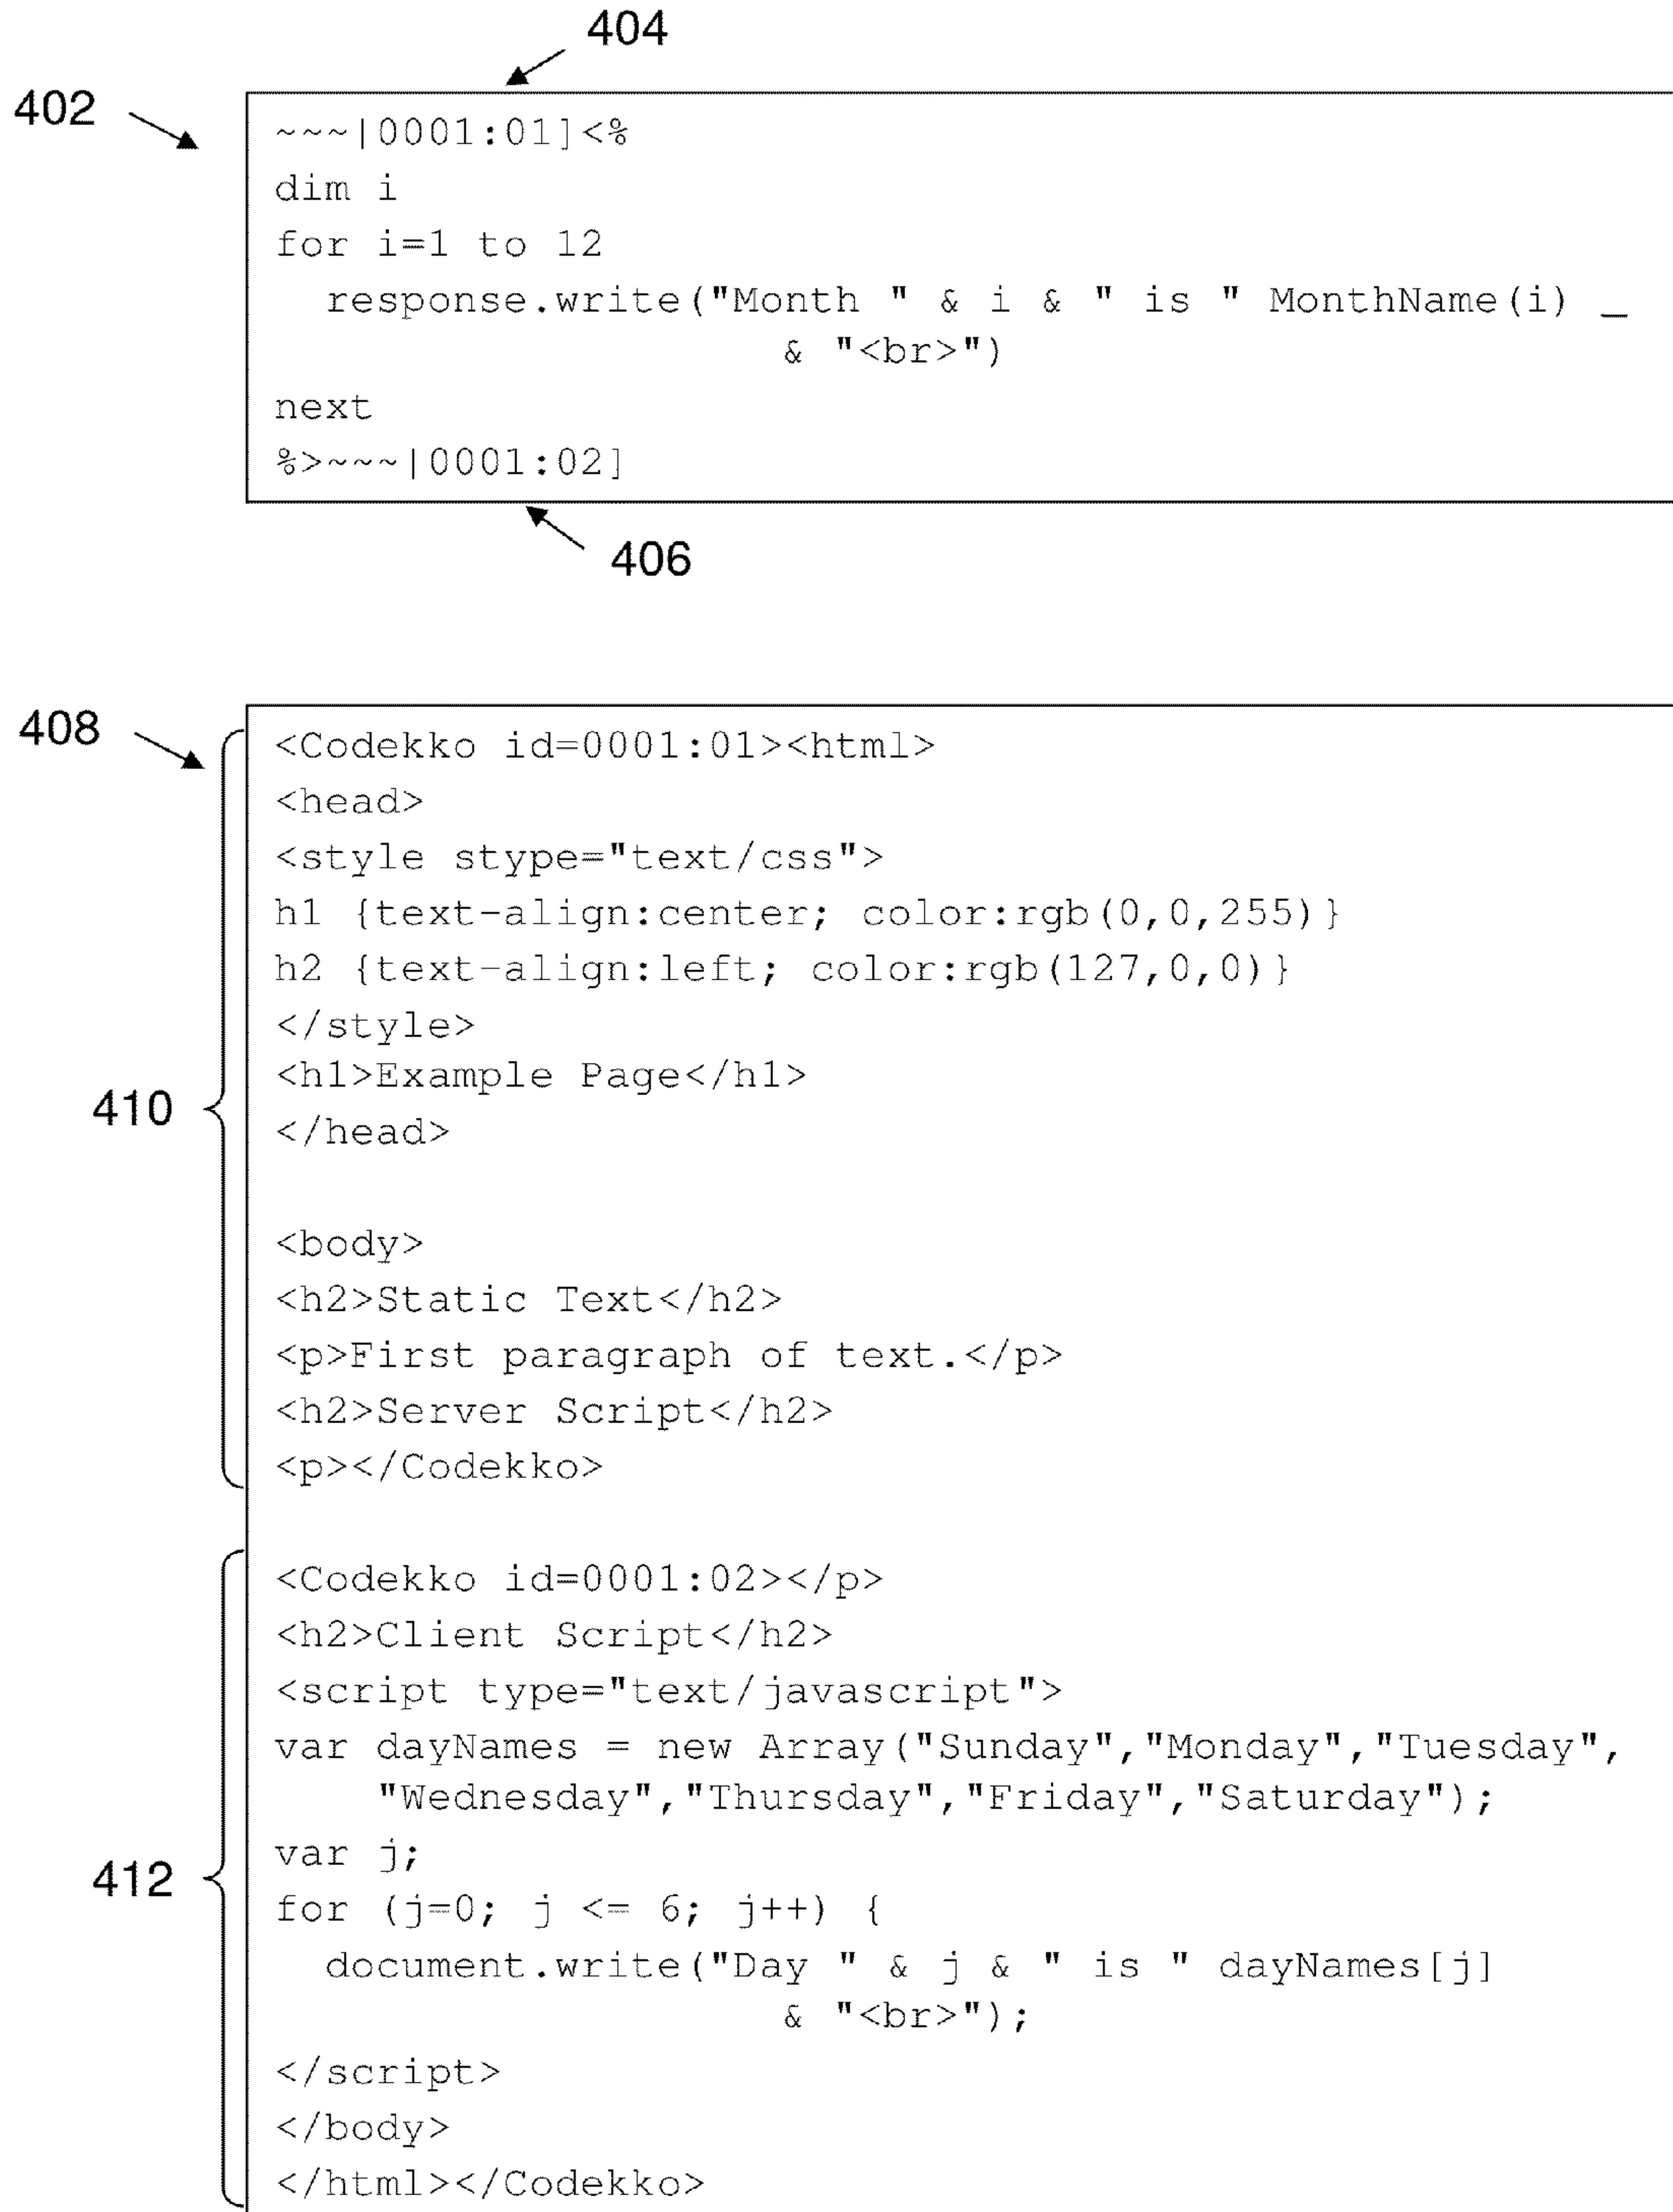 404
402
~~~|0001:01]<%
dim i
for i=1 to 12
  response.write("Month " & i & " is " MonthName(i) _
                    & "<br>")
next
%>~~~|0001:02]
406
408
<Codekko id=0001:01><html>
<head>
<style stype="text/css">
h1 {text-align:center; color:rgb(0,0,255)}
h2 {text-align:left; color:rgb(127,0,0)}
</style>
<h1>Example Page</h1>
410
</head>
<body>
<h2>Static Text</h2>
<p>First paragraph of text.</p>
<h2>Server Script</h2>
<p></Codekko>
<Codekko id=0001:02></p>
<h2>Client Script</h2>
<script type="text/javascript">
var dayNames = new Array("Sunday","Monday","Tuesday",
    "Wednesday","Thursday","Friday","Saturday");
var j;
412
for (j=0; j <= 6; j++) {
  document.write("Day " & j & " is " dayNames[j]
                    & "<br>");
</script>
</body>
</html></Codekko>